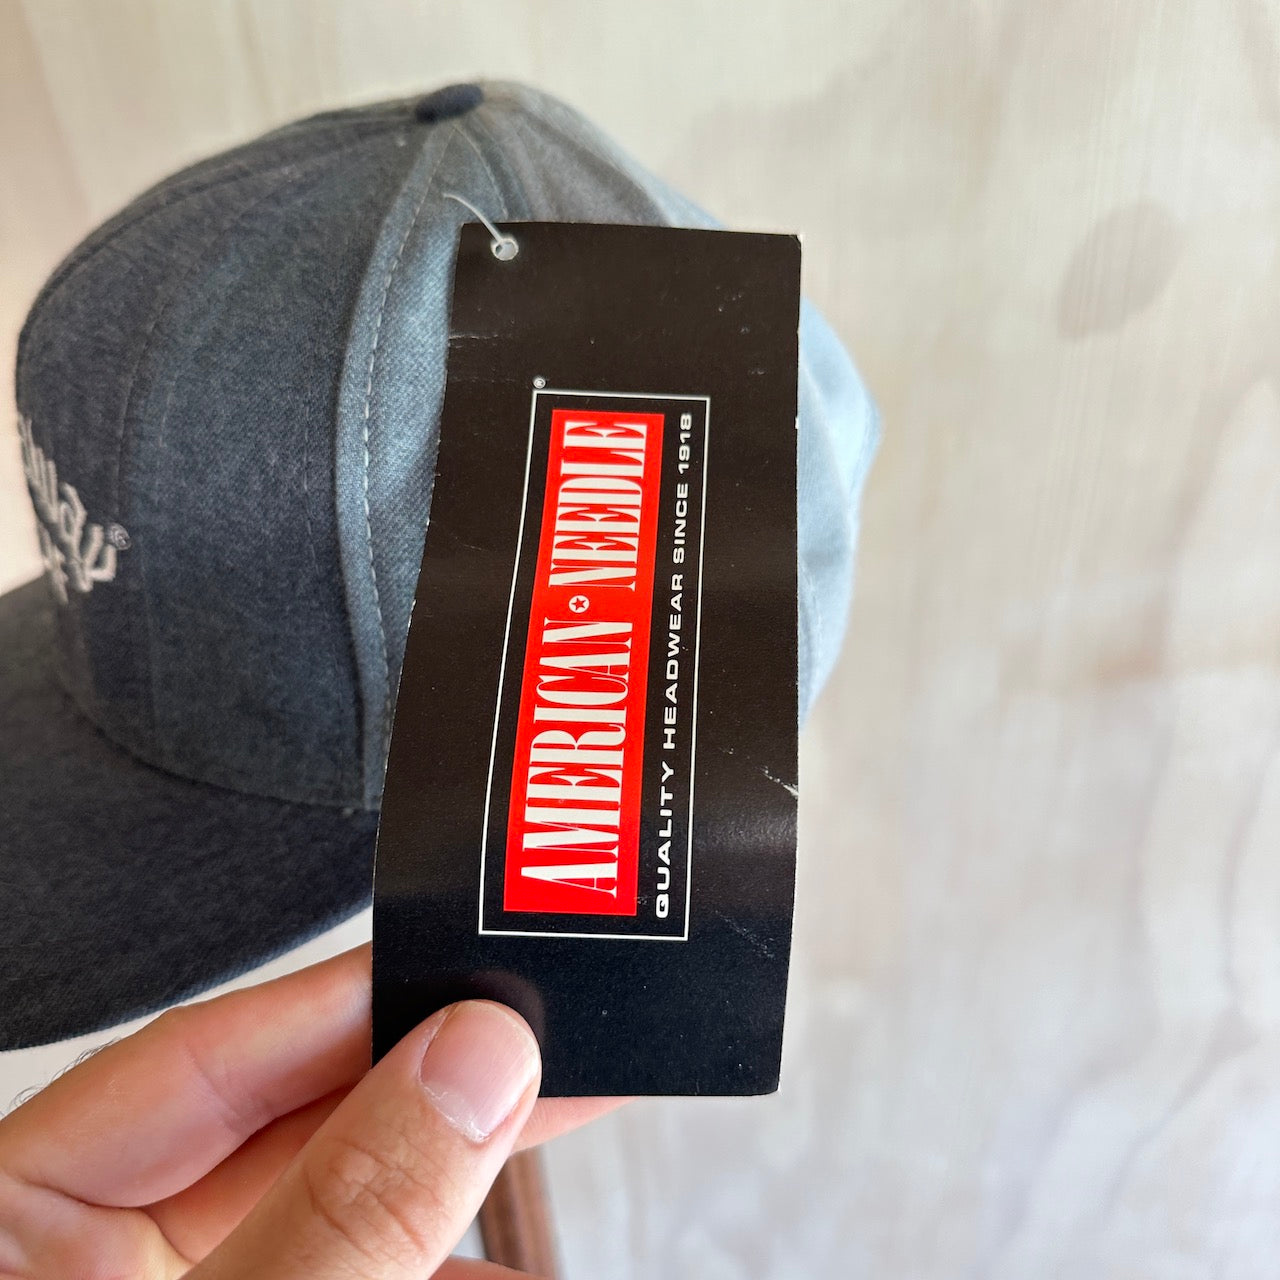 AMERICAN NEEDLE ®
QUALITY HEADWEAR SINCE 1918
®